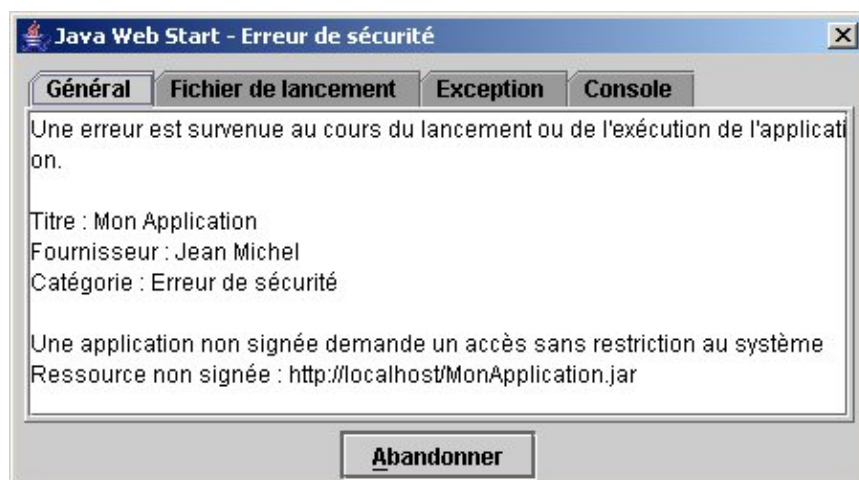 Java Web Start - Erreur de sécurité
Général Fichier de lancement Exception Console
Une erreur est survenue au cours du lancement ou de l'exécution de l'applicati
on.
Titre : Mon Application
Fournisseur : Jean Michel
Catégorie : Erreur de sécurité
Une application non signée demande un accès sans restriction au système
Ressource non signée : http://localhost/MonApplication.jar
Abandonner